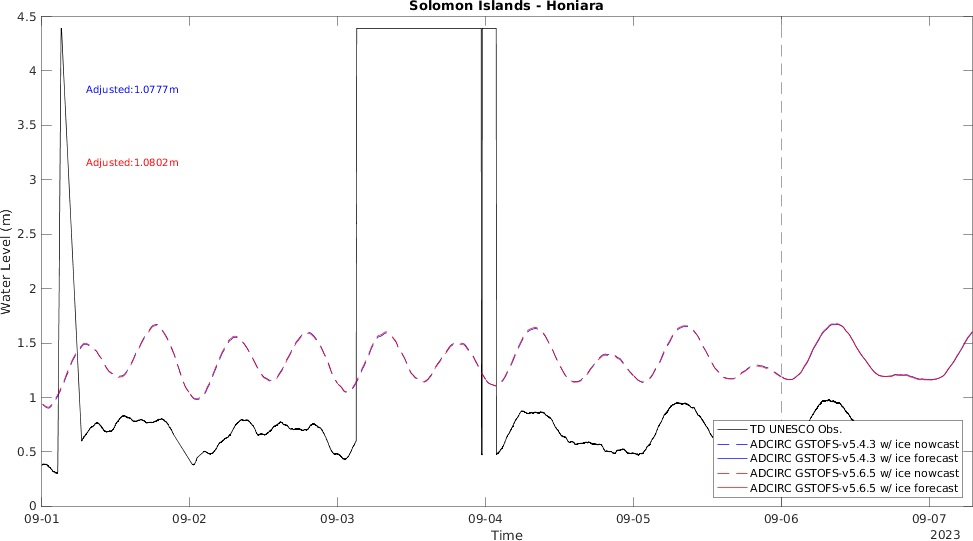 Solomon Islands - Honiara
4.5
4
3.5
3
2.5
2
1.5
1
0.5
0
Water Level (m)
Adjusted:1.0777m
Adjusted:1.0802m
TD UNESCO Obs.
ADCIRC GSTOFS-v5.4.3 w/ ice nowcast
ADCIRC GSTOFS-v5.4.3 w/ ice forecast
ADCIRC GSTOFS-v5.6.5 w/ ice nowcast
ADCIRC GSTOFS-v5.6.5 w/ ice forecast
09-01 09-02 09-03 09-04 09-05 09-06 09-07
Time
2023